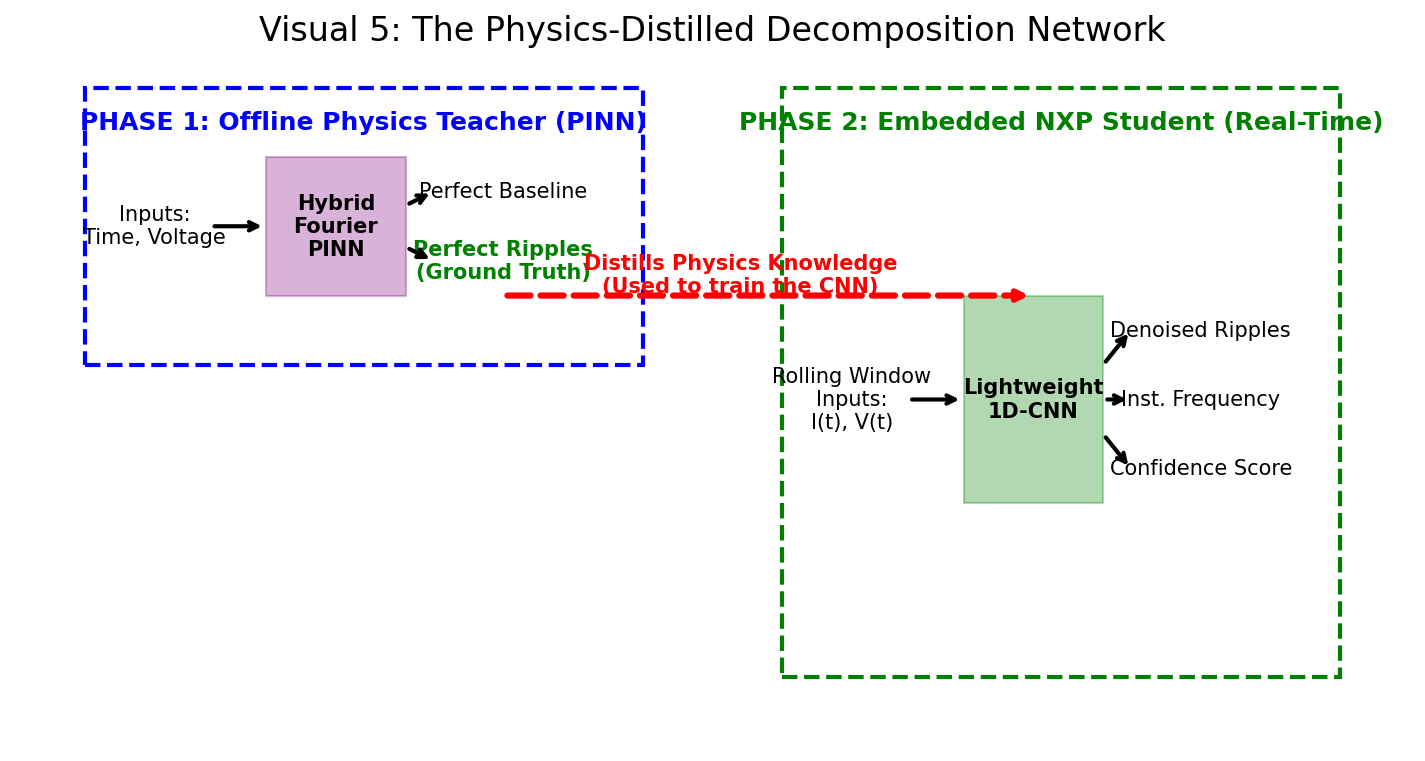 Visual 5: The Physics-Distilled Decomposition Network
PHASE 1: Offline Physics Teacher (PINN)
Inputs:
Time, Voltage
Hybrid
Fourier
PINN
Perfect Baseline
Perfect Ripples
(Ground Truth)
Distills Physics Knowledge
(Used to train the CNN)
PHASE 2: Embedded NXP Student (Real-Time)
Rolling Window
Inputs:
I(t), V(t)
Lightweight
1D-CNN
Denoised Ripples
Inst. Frequency
Confidence Score